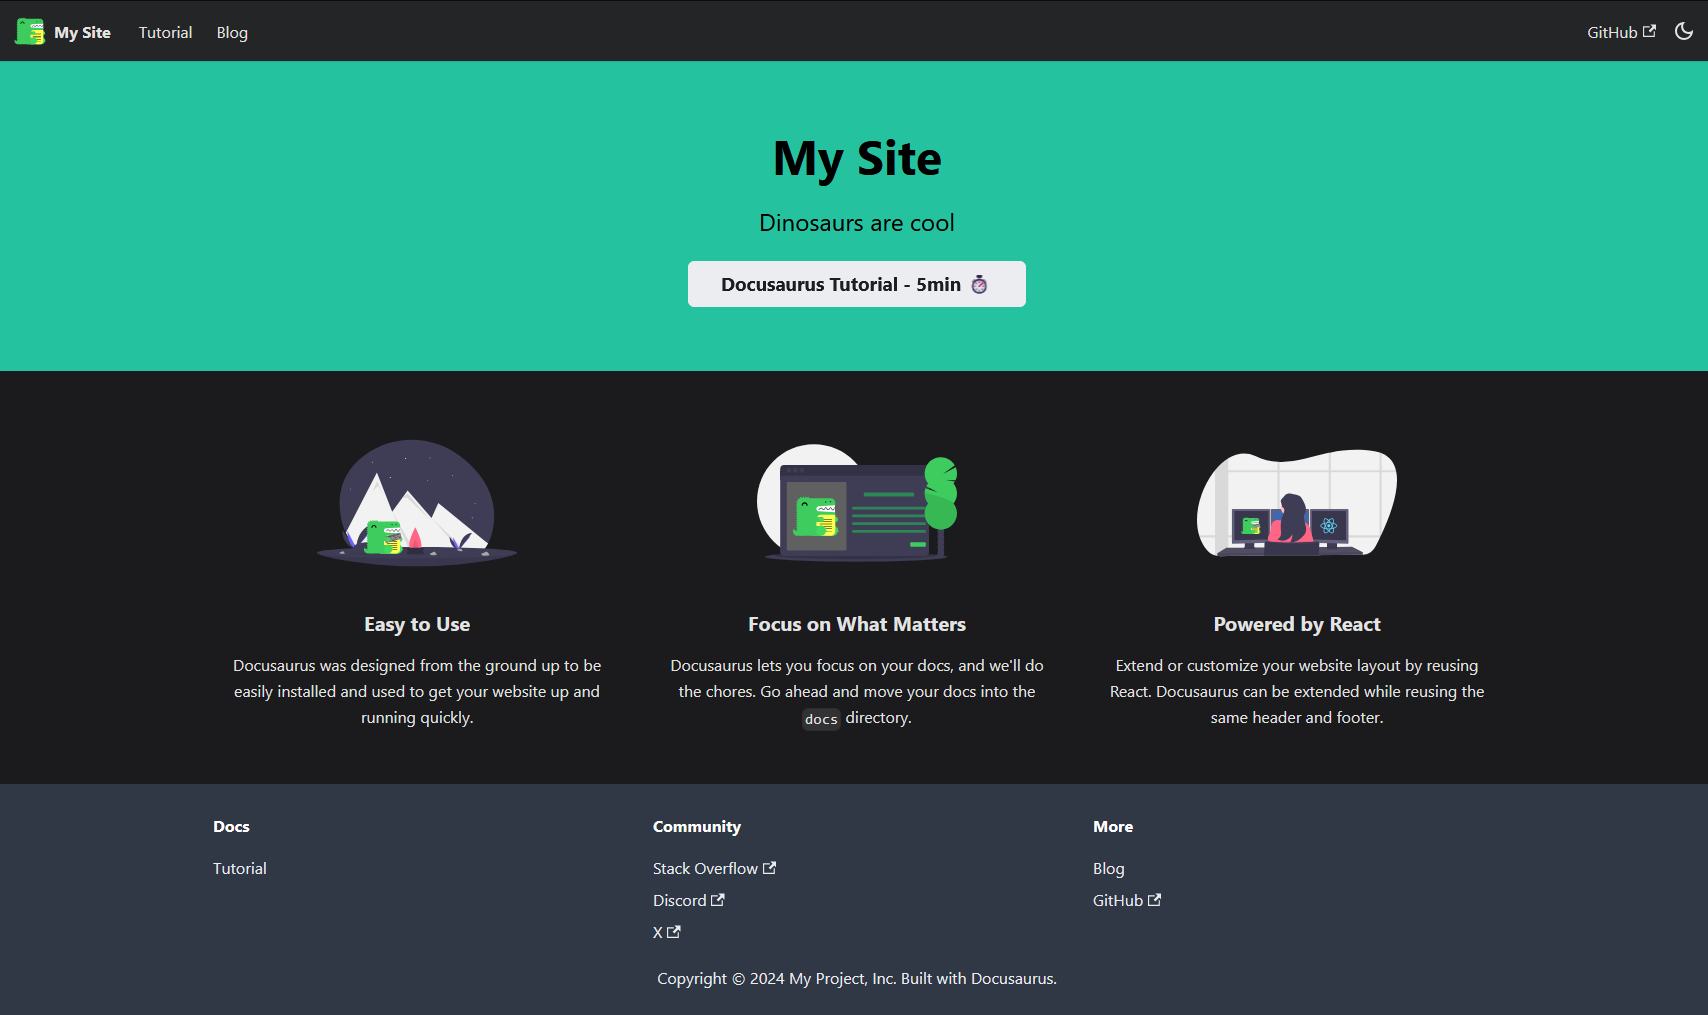 My Site Tutorial Blog GitHub
My Site
Dinosaurs are cool
Docusaurus Tutorial - 5min ⏱️
Easy to Use
Docusaurus was designed from the ground up to be
easily installed and used to get your website up and
running quickly.
Focus on What Matters
Docusaurus lets you focus on your docs, and we'll do
the chores. Go ahead and move your docs into the
docs directory.
Powered by React
Extend or customize your website layout by reusing
React. Docusaurus can be extended while reusing the
same header and footer.
Docs
Tutorial
Community
Stack Overflow
Discord
X
More
Blog
GitHub
Copyright © 2024 My Project, Inc. Built with Docusaurus.